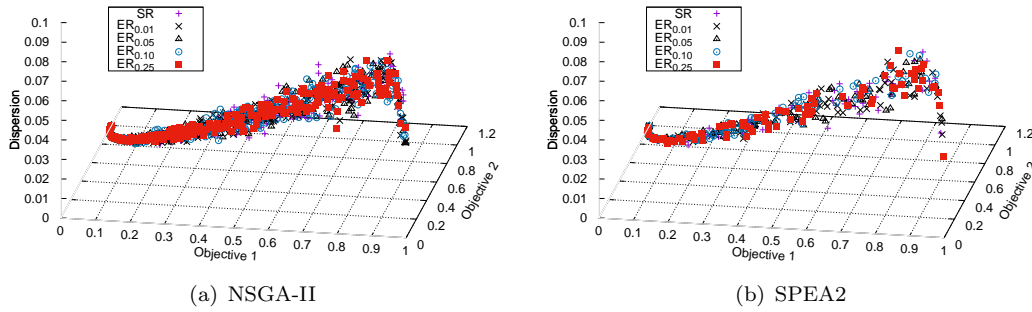 SR
ER0.01
ER0.05
ER0.10
ER0.25
Dispersion
0.1
0.09
0.08
0.07
0.06
0.05
0.04
0.03
0.02
0.01
0
0 0.1 0.2 0.3 0.4 0.5 0.6 0.7 0.8 0.9 1
Objective 1
0 0.2 0.4 0.6 0.8 1 1.2
Objective 2
(a) NSGA-II
SR
ER0.01
ER0.05
ER0.10
ER0.25
Dispersion
0.1
0.09
0.08
0.07
0.06
0.05
0.04
0.03
0.02
0.01
0
0 0.1 0.2 0.3 0.4 0.5 0.6 0.7 0.8 0.9 1
Objective 1
0 0.2 0.4 0.6 0.8 1 1.2
Objective 2
(b) SPEA2